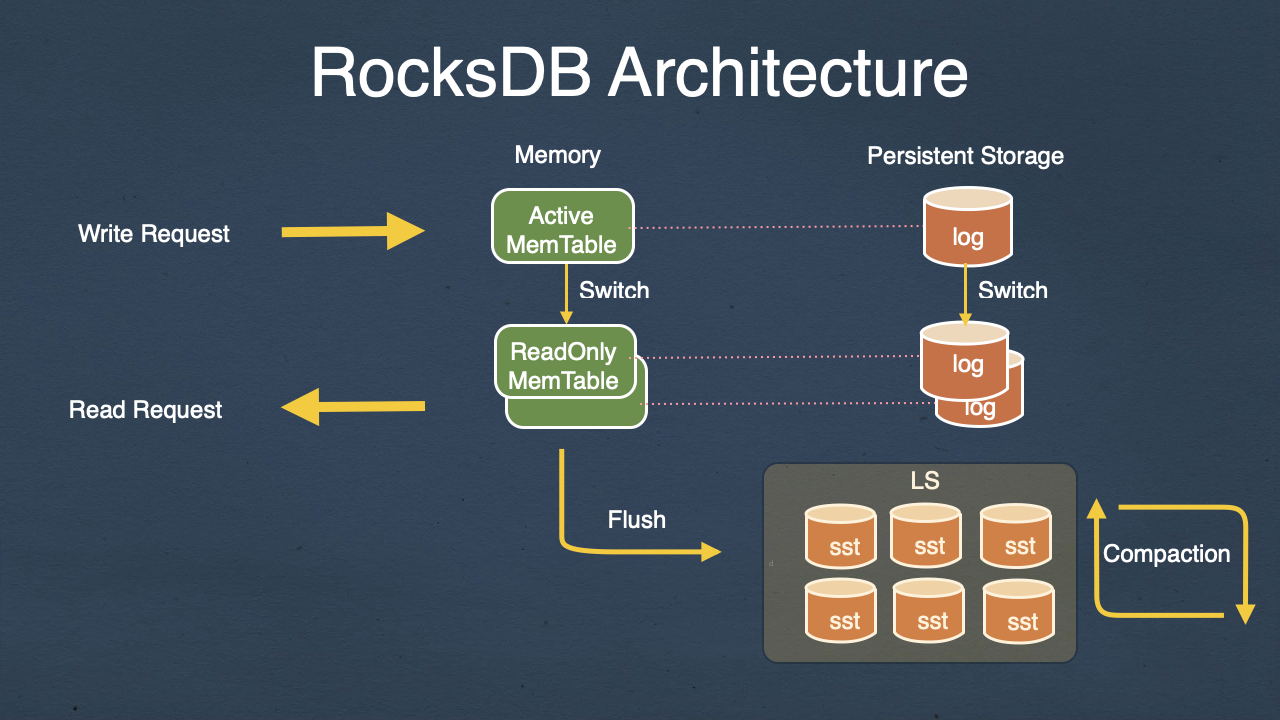 RocksDB Architecture
Memory
Persistent Storage
Write Request
Active
MemTable
log
Switch
Switch
ReadOnly
MemTable
log
log
Read Request
LS
Flush
sst
sst
sst
Compaction
d
sst
sst
sst